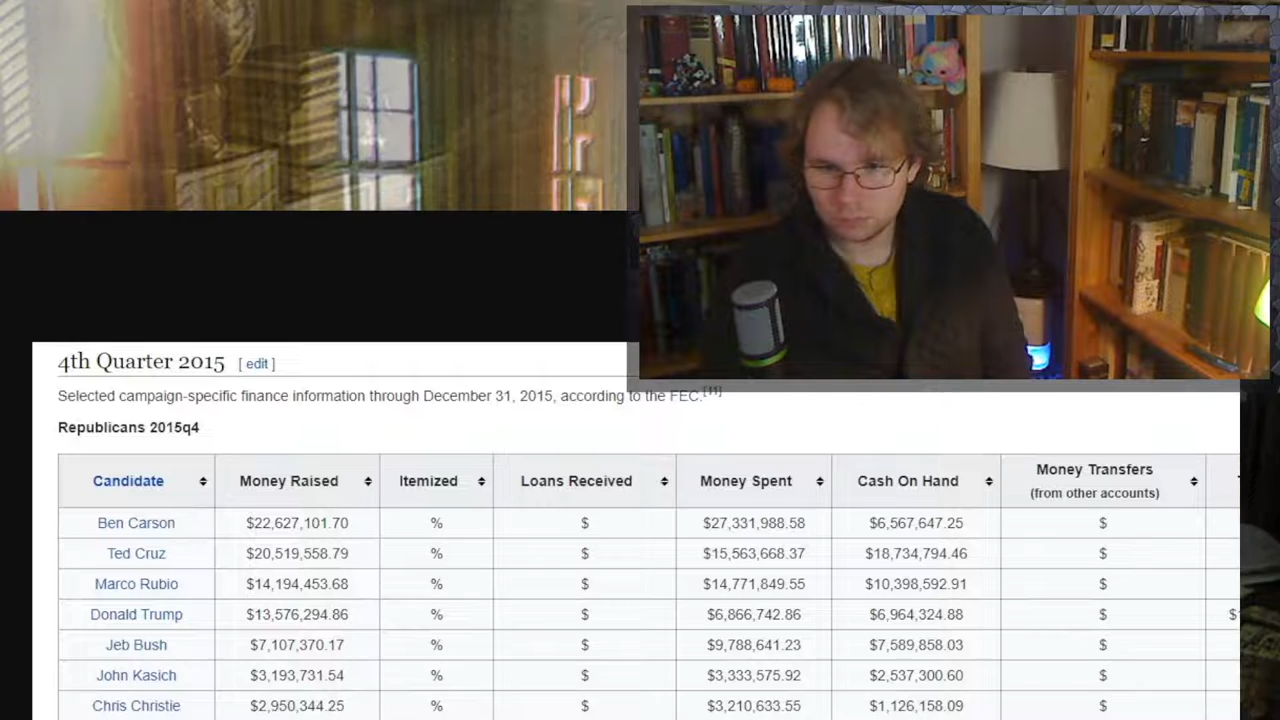 4th Quarter 2015 [ edit ]
Selected campaign-specific finance information through December 31, 2015, according to the FEC.[11]
Republicans 2015q4
Candidate Money Raised Itemized Loans Received Money Spent Cash On Hand Money Transfers
(from other accounts)
Ben Carson $22,627,101.70 % $ $27,331,988.58 $6,567,647.25 $
Ted Cruz $20,519,558.79 % $ $15,563,668.37 $18,734,794.46 $
Marco Rubio $14,194,453.68 % $ $14,771,849.55 $10,398,592.91 $
Donald Trump $13,576,294.86 % $ $6,866,742.86 $6,964,324.88 $ $
Jeb Bush $7,107,370.17 % $ $9,788,641.23 $7,589,858.03 $
John Kasich $3,193,731.54 % $ $3,333,575.92 $2,537,300.60 $
Chris Christie $2,950,344.25 % $ $3,210,633.55 $1,126,158.09 $